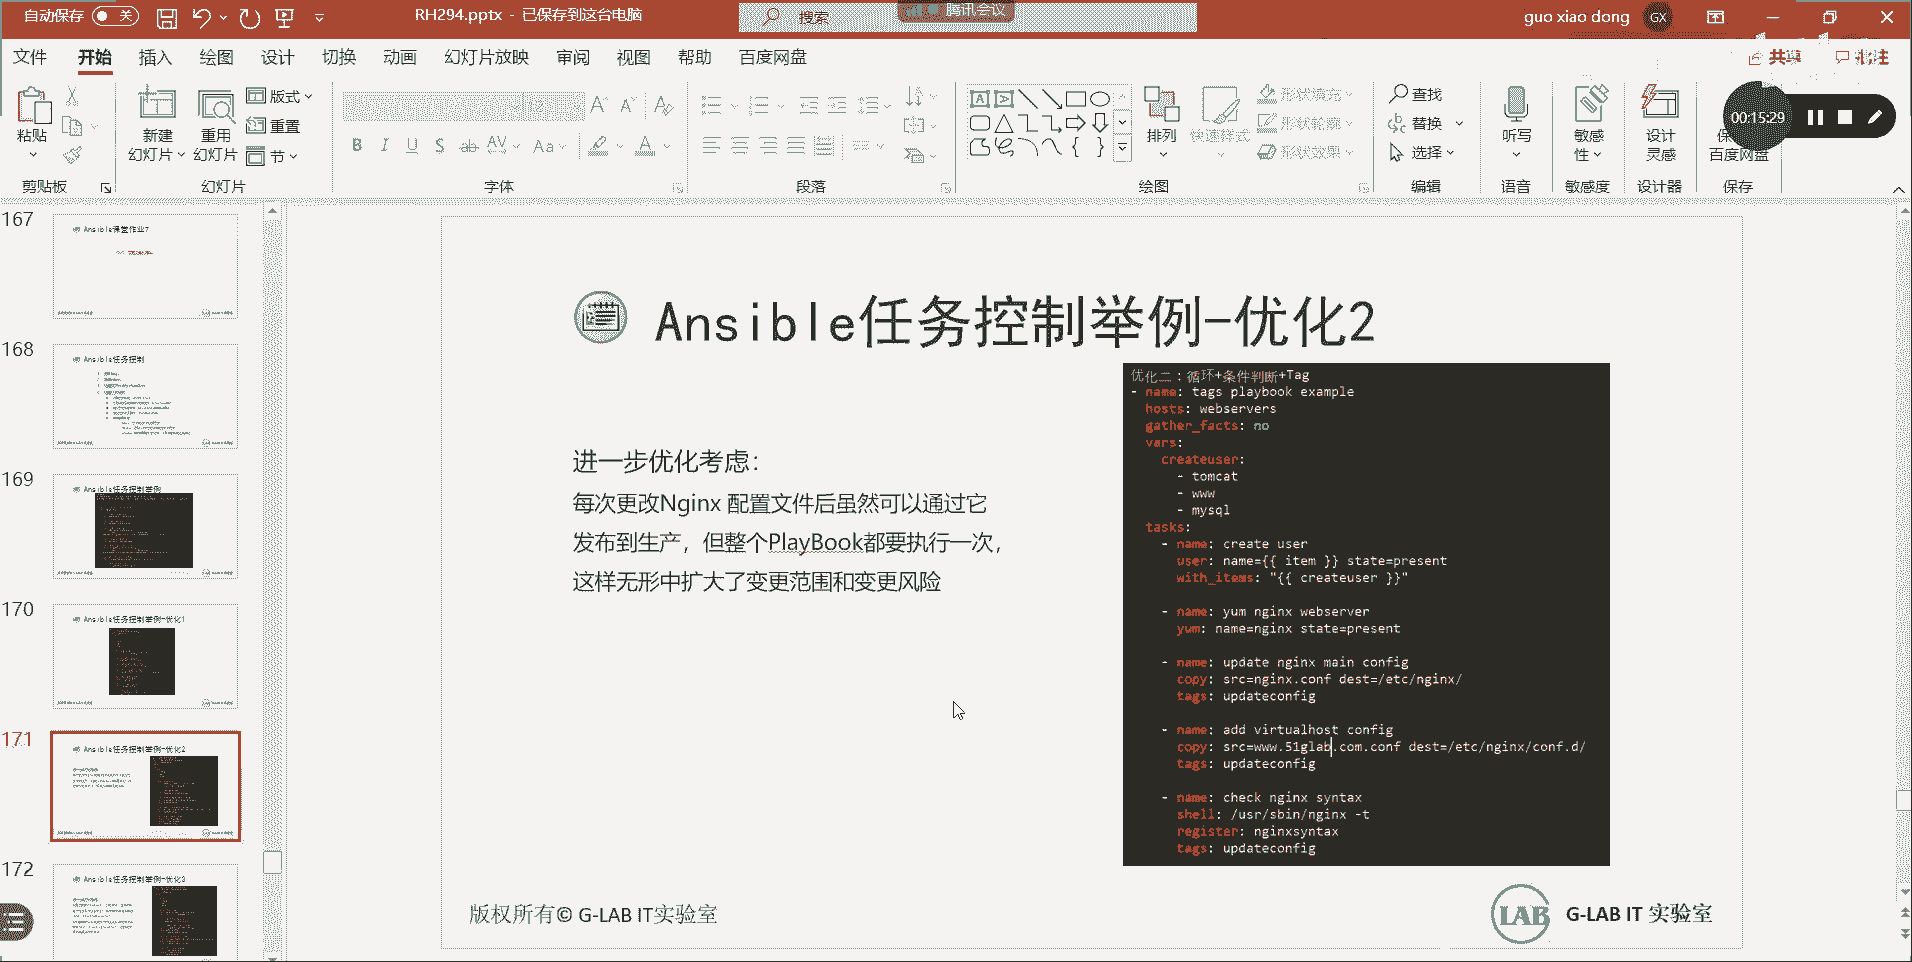 自动保存 关
RH294.pptx - 已保存到这台电脑
搜索
腾讯会议
guo xiao dong GX
文件 开始 插入 绘图 设计 切换 动画 幻灯片放映 审阅 视图 帮助 百度网盘
共享
粘贴
剪贴板
新建
幻灯片
重用
幻灯片
版式
重置
节
幻灯片
B I U S ab AV Aa A
字体
段落
排列
快速样式
形状填充
形状轮廓
形状效果
绘图
查找
替换
选择
编辑
听写
语音
敏感
性
敏感度
设计
灵感
设计器
百度网盘
保存
00:15:29
167
Ansible课堂作业7
168
Ansible任务控制
169
Ansible任务控制举例
170
Ansible任务控制举例-优化1
171
Ansible任务控制举例-优化2
172
Ansible任务控制举例-优化3
Ansible任务控制举例-优化2
进一步优化考虑：
每次更改Nginx 配置文件后虽然可以通过它
发布到生产，但整个PlayBook都要执行一次，
这样无形中扩大了变更范围和变更风险
优化二：循环+条件判断+Tag
- name: tags playbook example
hosts: webservers
gather_facts: no
vars:
createuser:
- tomcat
- www
- mysql
tasks:
- name: create user
user: name={{ item }} state=present
with_items: "{{ createuser }}"
- name: yum nginx webserver
yum: name=nginx state=present
- name: update nginx main config
copy: src=nginx.conf dest=/etc/nginx/
tags: updateconfig
- name: add virtualhost config
copy: src=www.51glab.com.conf dest=/etc/nginx/conf.d/
tags: updateconfig
- name: check nginx syntax
shell: /usr/sbin/nginx -t
register: nginxsyntax
tags: updateconfig
版权所有© G-LAB IT实验室
LAB G-LAB IT 实验室